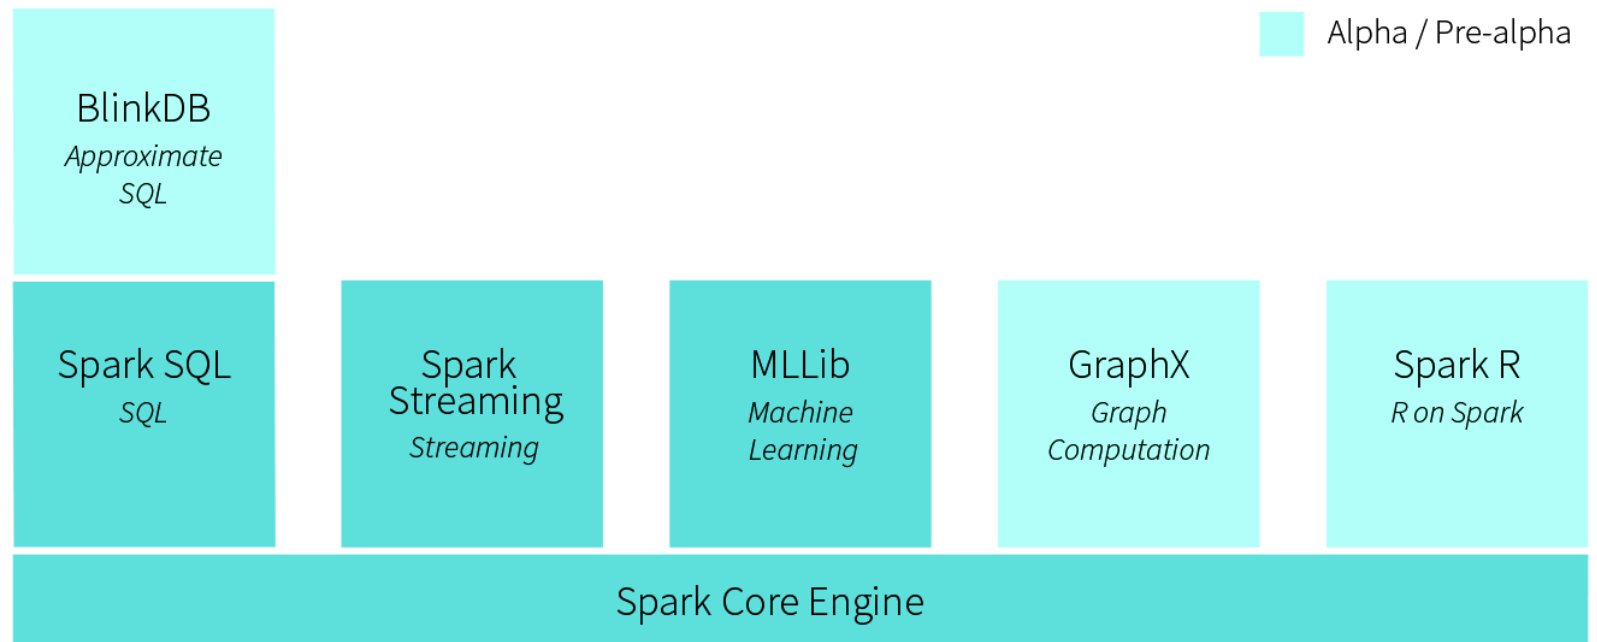 Alpha / Pre-alpha
BlinkDB
Approximate
SQL
Spark SQL
SQL
Spark
Streaming
Streaming
MLLib
Machine
Learning
GraphX
Graph
Computation
Spark R
R on Spark
Spark Core Engine